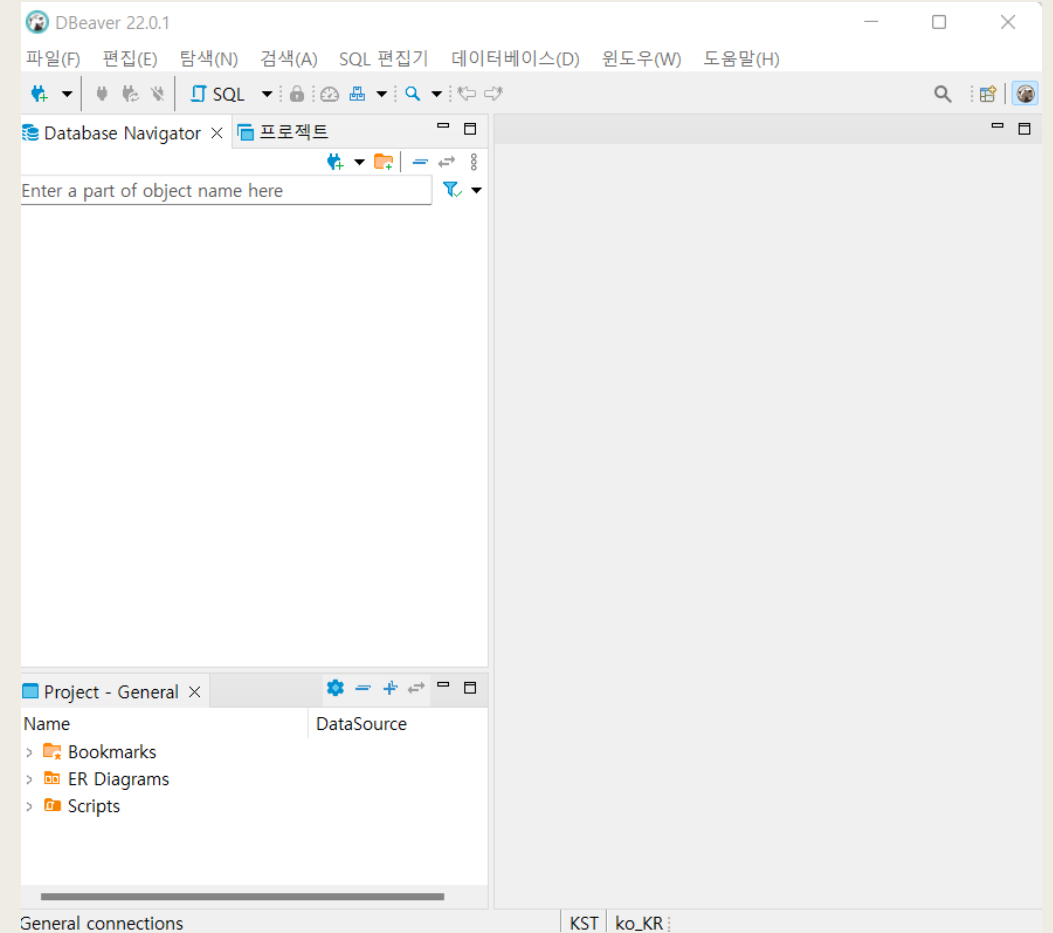 DBeaver 22.0.1
파일(F) 편집(E) 탐색(N) 검색(A) SQL 편집기 데이터베이스(D) 윈도우(W) 도움말(H)
SQL
Database Navigator 프로젝트
Enter a part of object name here
Project - General
Name DataSource
Bookmarks
ER Diagrams
Scripts
General connections KST ko_KR